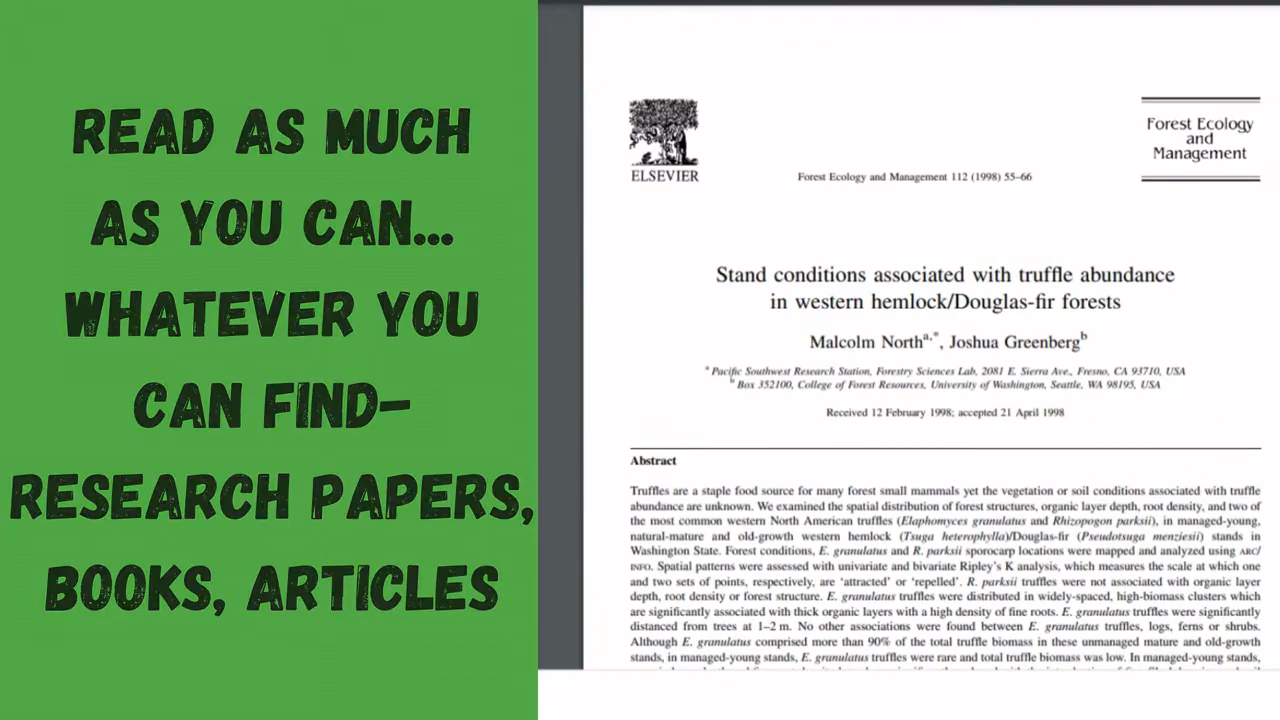 READ AS MUCH
AS YOU CAN...
WHATEVER YOU
CAN FIND–
RESEARCH PAPERS,
BOOKS, ARTICLES
ELSEVIER
Forest Ecology and Management 112 (1998) 55–66
Forest Ecology
and
Management
Stand conditions associated with truffle abundance
in western hemlock/Douglas-fir forests
Malcolm North a,*, Joshua Greenberg b
a Pacific Southwest Research Station, Forestry Sciences Lab, 2081 E. Sierra Ave., Fresno, CA 93710, USA
b Box 352100, College of Forest Resources, University of Washington, Seattle, WA 98195, USA
Received 12 February 1998; accepted 21 April 1998
Abstract
Truffles are a staple food source for many forest small mammals yet the vegetation or soil conditions associated with truffle
abundance are unknown. We examined the spatial distribution of forest structures, organic layer depth, root density, and two of
the most common western North American truffles (Elaphomyces granulatus and Rhizopogon parksii), in managed-young,
natural-mature and old-growth western hemlock (Tsuga heterophylla)/Douglas-fir (Pseudotsuga menziesii) stands in
Washington State. Forest conditions, E. granulatus and R. parksii sporocarp locations were mapped and analyzed using ARC/
INFO. Spatial patterns were assessed with univariate and bivariate Ripley's K analysis, which measures the scale at which one
and two sets of points, respectively, are 'attracted' or 'repelled'. R. parksii truffles were not associated with organic layer
depth, root density or forest structure. E. granulatus truffles were distributed in widely-spaced, high-biomass clusters which
are significantly associated with thick organic layers with a high density of fine roots. E. granulatus truffles were significantly
distanced from trees at 1–2 m. No other associations were found between E. granulatus truffles, logs, ferns or shrubs.
Although E. granulatus comprised more than 90% of the total truffle biomass in these unmanaged mature and old-growth
stands, in managed-young stands, E. granulatus truffles were rare and total truffle biomass was low. In managed-young stands,